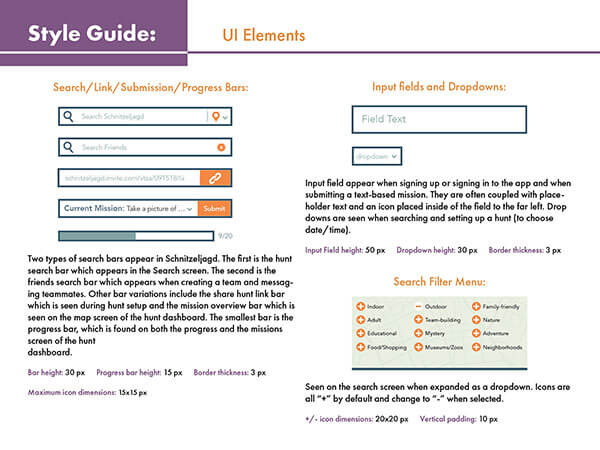 Style Guide:
UI Elements
Search/Link/Submission/Progress Bars:
Search Schnitzeljagd
Search Friends
Current Mission: Take a picture of ...
Submit
9/20
Two types of search bars appear in Schnitzeljagd. The first is the hunt
search bar which appears in the Search screen. The second is the
friends search bar which appears when creating a team and messag-
ing teammates. Other bar variations include the share hunt link bar
which is seen during hunt setup and the mission overview bar which is
seen on the map screen of the hunt dashboard. The smallest bar is the
progress bar, which is found on both the progress and the missions
screen of the hunt
dashboard.
Bar height: 30 px Progress bar height: 15 px Border thickness: 3 px
Maximum icon dimensions: 15x15 px
Input fields and Dropdowns:
Field Text
dropdown
Input field appear when signing up or signing in to the app and when
submitting a text-based mission. They are often coupled with place-
holder text and an icon placed inside of the field to the far left. Drop
downs are seen when searching and setting up a hunt (to choose
date/time).
Input Field height: 50 px Dropdown height: 30 px Border thickness: 3 px
Search Filter Menu:
Indoor Outdoor Family-friendly
Adult Team-building Nature
Educational Mystery Adventure
Food/Shopping Museums/Zoos Neighborhoods
Seen on the search screen when expanded as a dropdown. Icons are
all “+” by default and change to “-” when selected.
+/- icon dimensions: 20x20 px Vertical padding: 10 px